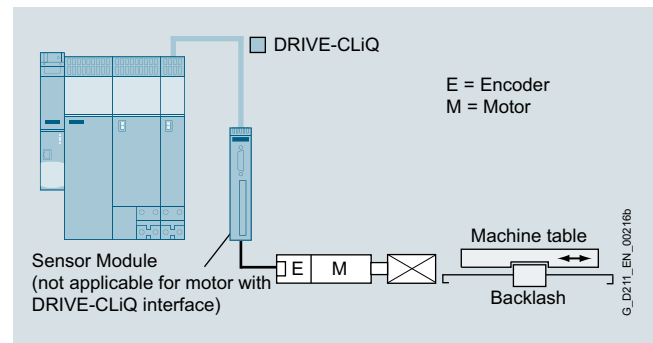 DRIVE-CLiQ
E = Encoder
M = Motor
Sensor Module
(not applicable for motor with
DRIVE-CLiQ interface)
E
M
Machine table
Backlash
G_D211_EN_00216b